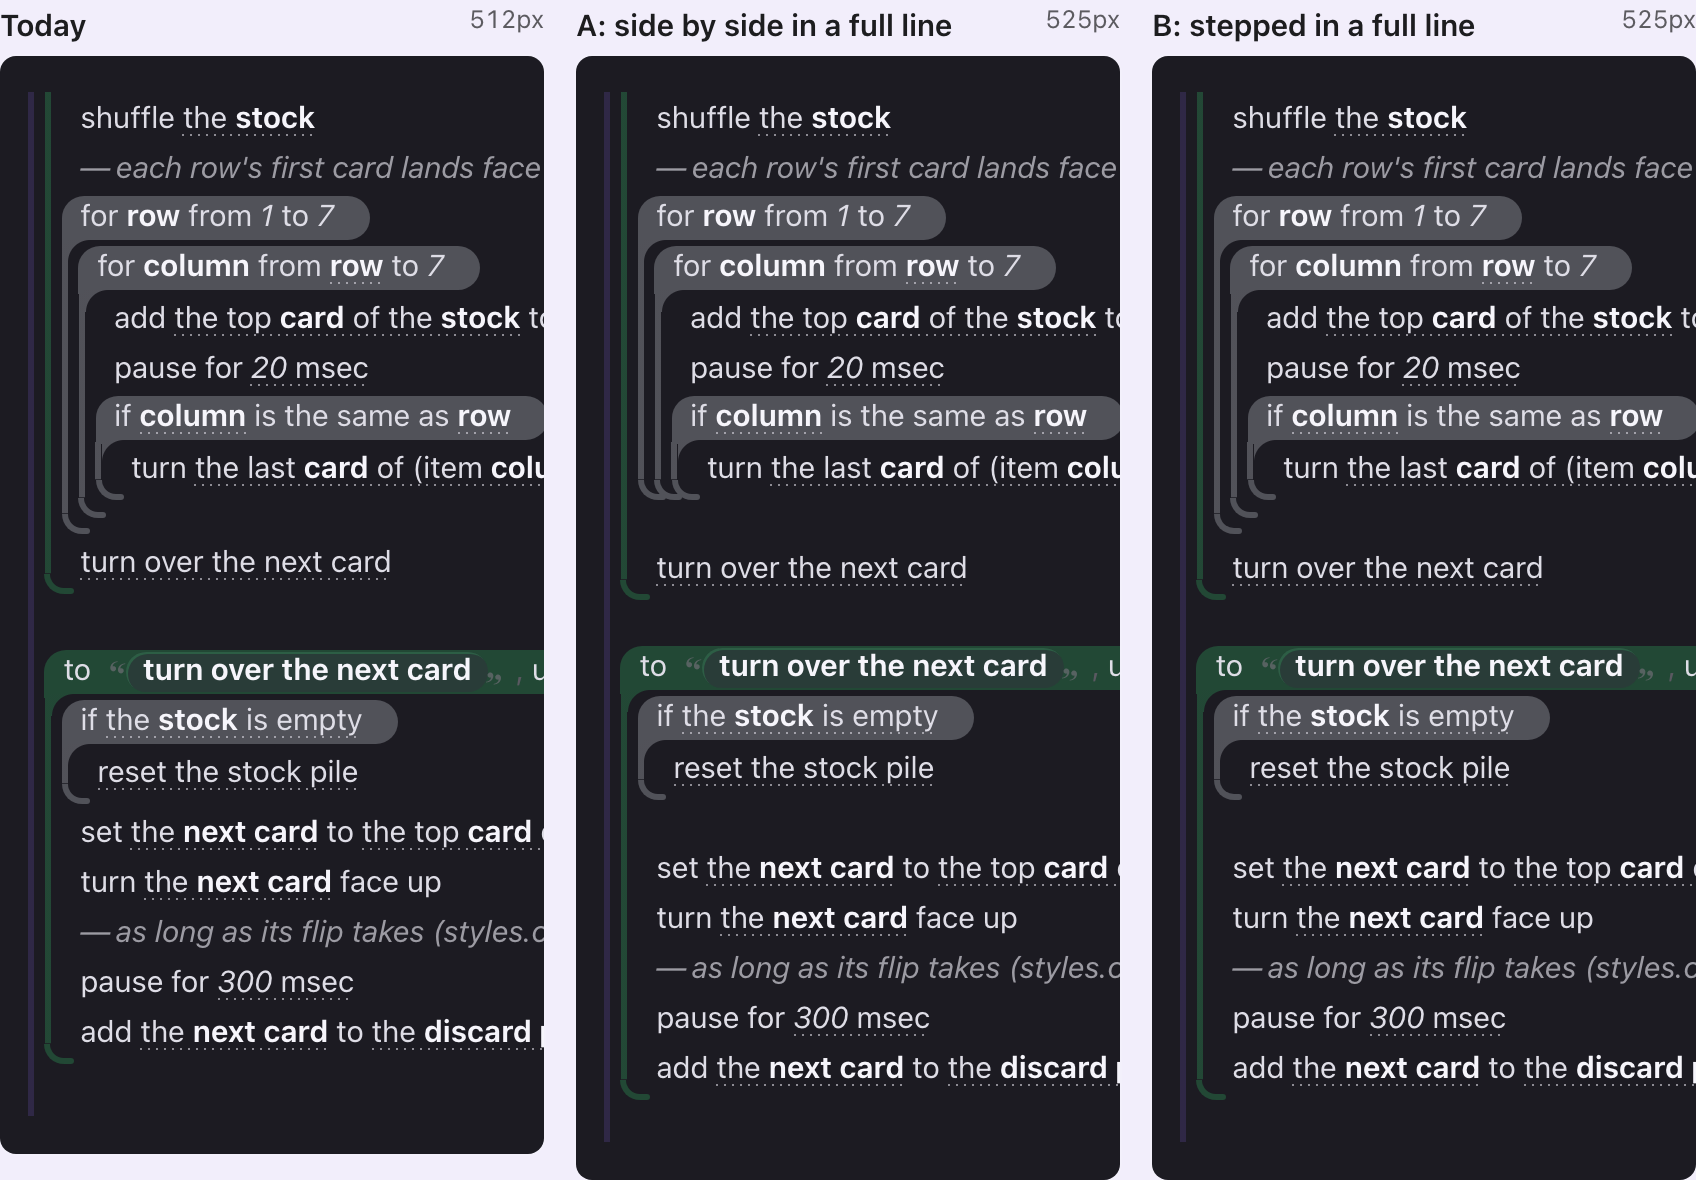 Today 512px
shuffle the stock
— each row's first card lands face
for row from 1 to 7
for column from row to 7
add the top card of the stock to
pause for 20 msec
if column is the same as row
turn the last card of (item colu
turn over the next card
to “ turn over the next card ” , u
if the stock is empty
reset the stock pile
set the next card to the top card
turn the next card face up
— as long as its flip takes (styles.c
pause for 300 msec
add the next card to the discard p
A: side by side in a full line 525px
shuffle the stock
— each row's first card lands face
for row from 1 to 7
for column from row to 7
add the top card of the stock to
pause for 20 msec
if column is the same as row
turn the last card of (item colu
turn over the next card
to “ turn over the next card ” , u
if the stock is empty
reset the stock pile
set the next card to the top card
turn the next card face up
— as long as its flip takes (styles.c
pause for 300 msec
add the next card to the discard p
B: stepped in a full line 525px
shuffle the stock
— each row's first card lands face
for row from 1 to 7
for column from row to 7
add the top card of the stock to
pause for 20 msec
if column is the same as row
turn the last card of (item colu
turn over the next card
to “ turn over the next card ” , u
if the stock is empty
reset the stock pile
set the next card to the top card
turn the next card face up
— as long as its flip takes (styles.c
pause for 300 msec
add the next card to the discard p